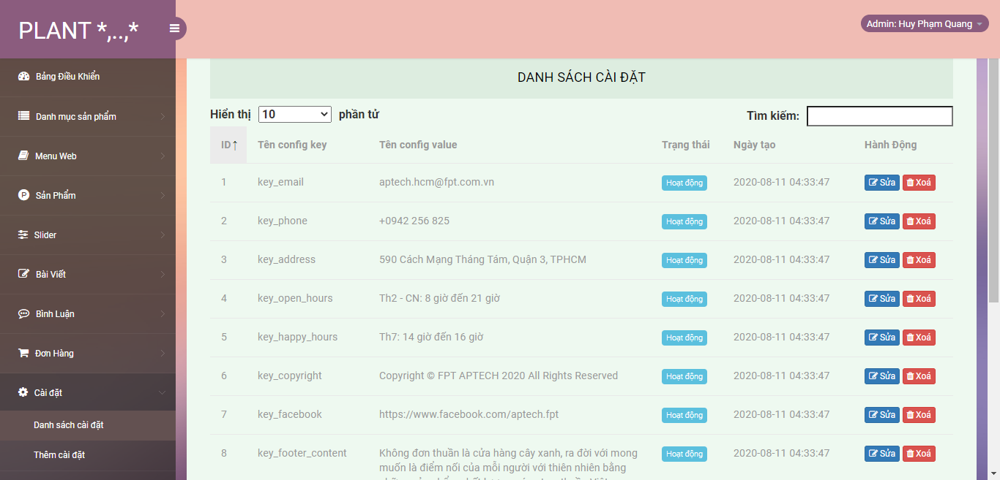 PLANT *,..,*
Admin: Huy Phạm Quang
Bảng Điều Khiển
Danh mục sản phẩm
Menu Web
Sản Phẩm
Slider
Bài Viết
Bình Luận
Đơn Hàng
Cài đặt
Danh sách cài đặt
Thêm cài đặt
DANH SÁCH CÀI ĐẶT
Hiển thị 10 phần tử
Tìm kiếm:
ID↑ Tên config key Tên config value Trạng thái Ngày tạo Hành Động
1 key_email aptech.hcm@fpt.com.vn Hoạt động 2020-08-11 04:33:47 Sửa Xoá
2 key_phone +0942 256 825 Hoạt động 2020-08-11 04:33:47 Sửa Xoá
3 key_address 590 Cách Mạng Tháng Tám, Quận 3, TPHCM Hoạt động 2020-08-11 04:33:47 Sửa Xoá
4 key_open_hours Th2 - CN: 8 giờ đến 21 giờ Hoạt động 2020-08-11 04:33:47 Sửa Xoá
5 key_happy_hours Th7: 14 giờ đến 16 giờ Hoạt động 2020-08-11 04:33:47 Sửa Xoá
6 key_copyright Copyright © FPT APTECH 2020 All Rights Reserved Hoạt động 2020-08-11 04:33:47 Sửa Xoá
7 key_facebook https://www.facebook.com/aptech.fpt Hoạt động 2020-08-11 04:33:47 Sửa Xoá
8 key_footer_content Không đơn thuần là cửa hàng cây xanh, ra đời với mong Hoạt động 2020-08-11 04:33:47 Sửa Xoá
muốn là điểm nối của mỗi người với thiên nhiên bằng